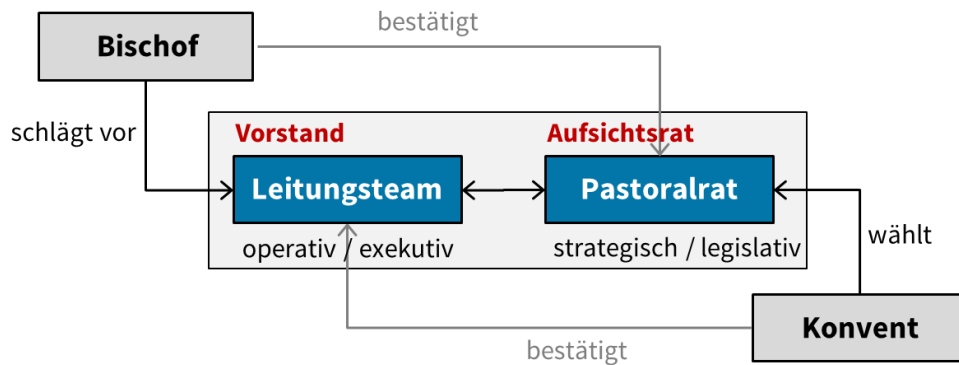 bestätigt
Bischof
schlägt vor
Vorstand
Aufsichtsrat
Leitungsteam
Pastoralrat
operativ / exekutiv
strategisch / legislativ
wählt
Konvent
bestätigt